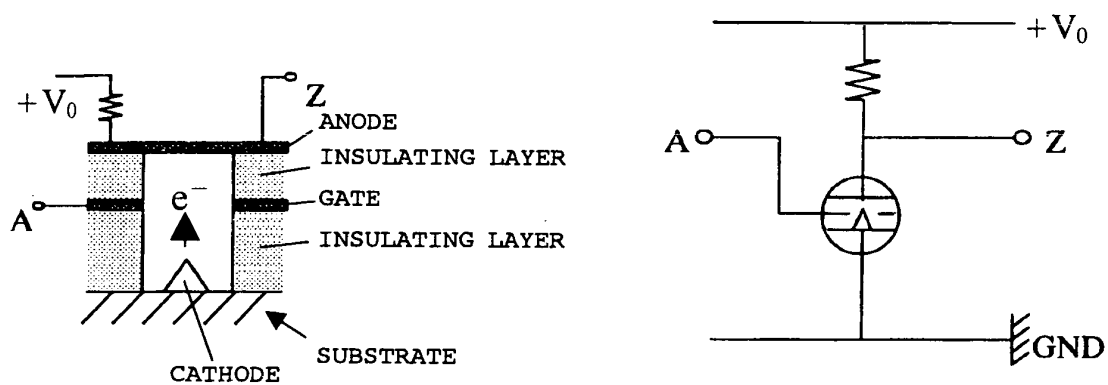 +V₀
Z
ANODE
INSULATING LAYER
GATE
A
e⁻
INSULATING LAYER
SUBSTRATE
CATHODE
+V₀
A
Z
GND